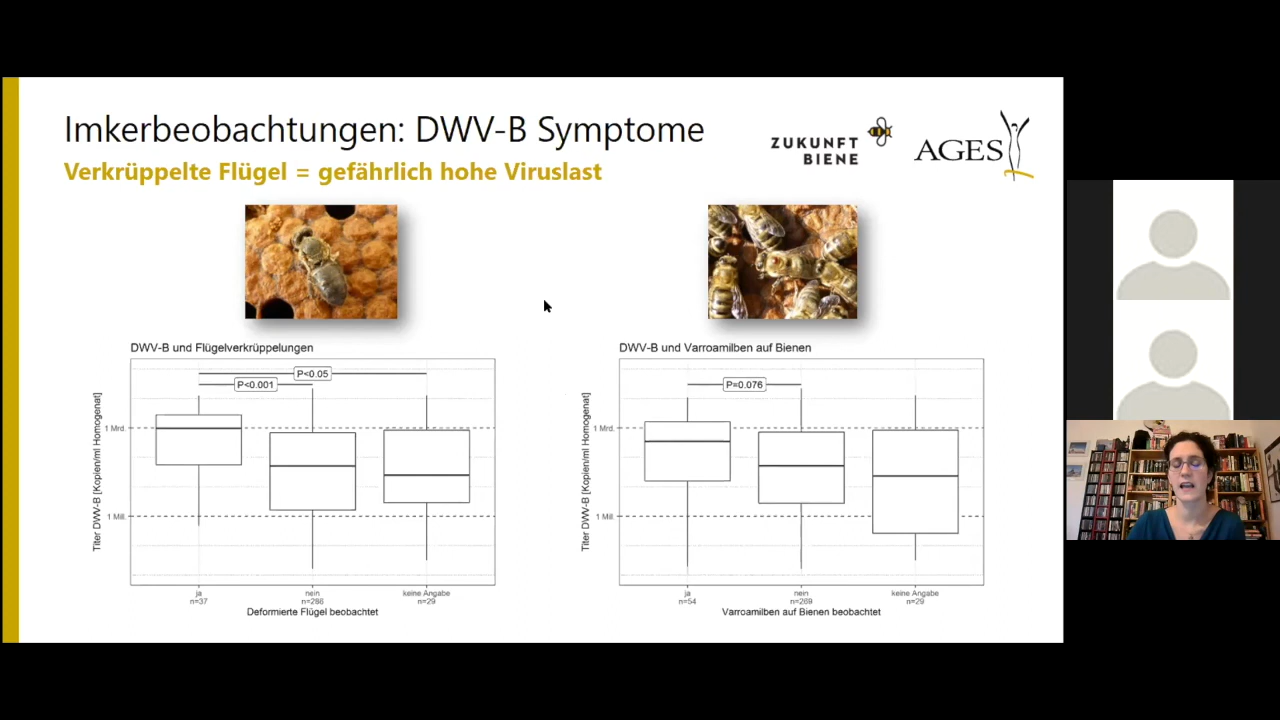 Imkerbeobachtungen: DWV-B Symptome
Verkrüppelte Flügel = gefährlich hohe Viruslast
ZUKUNFT
BIENE
AGES
DWV-B und Flügelverkrüppelungen
P<0.05
P<0.001
Titer DWV-B [Kopien/ml Homogenat]
1 Mrd.
1 Mill.
ja
n=37
nein
n=286
keine Angabe
n=29
Deformierte Flügel beobachtet
DWV-B und Varroamilben auf Bienen
P=0.076
Titer DWV-B [Kopien/ml Homogenat]
1 Mrd.
1 Mill.
ja
n=54
nein
n=269
keine Angabe
n=29
Varroamilben auf Bienen beobachtet